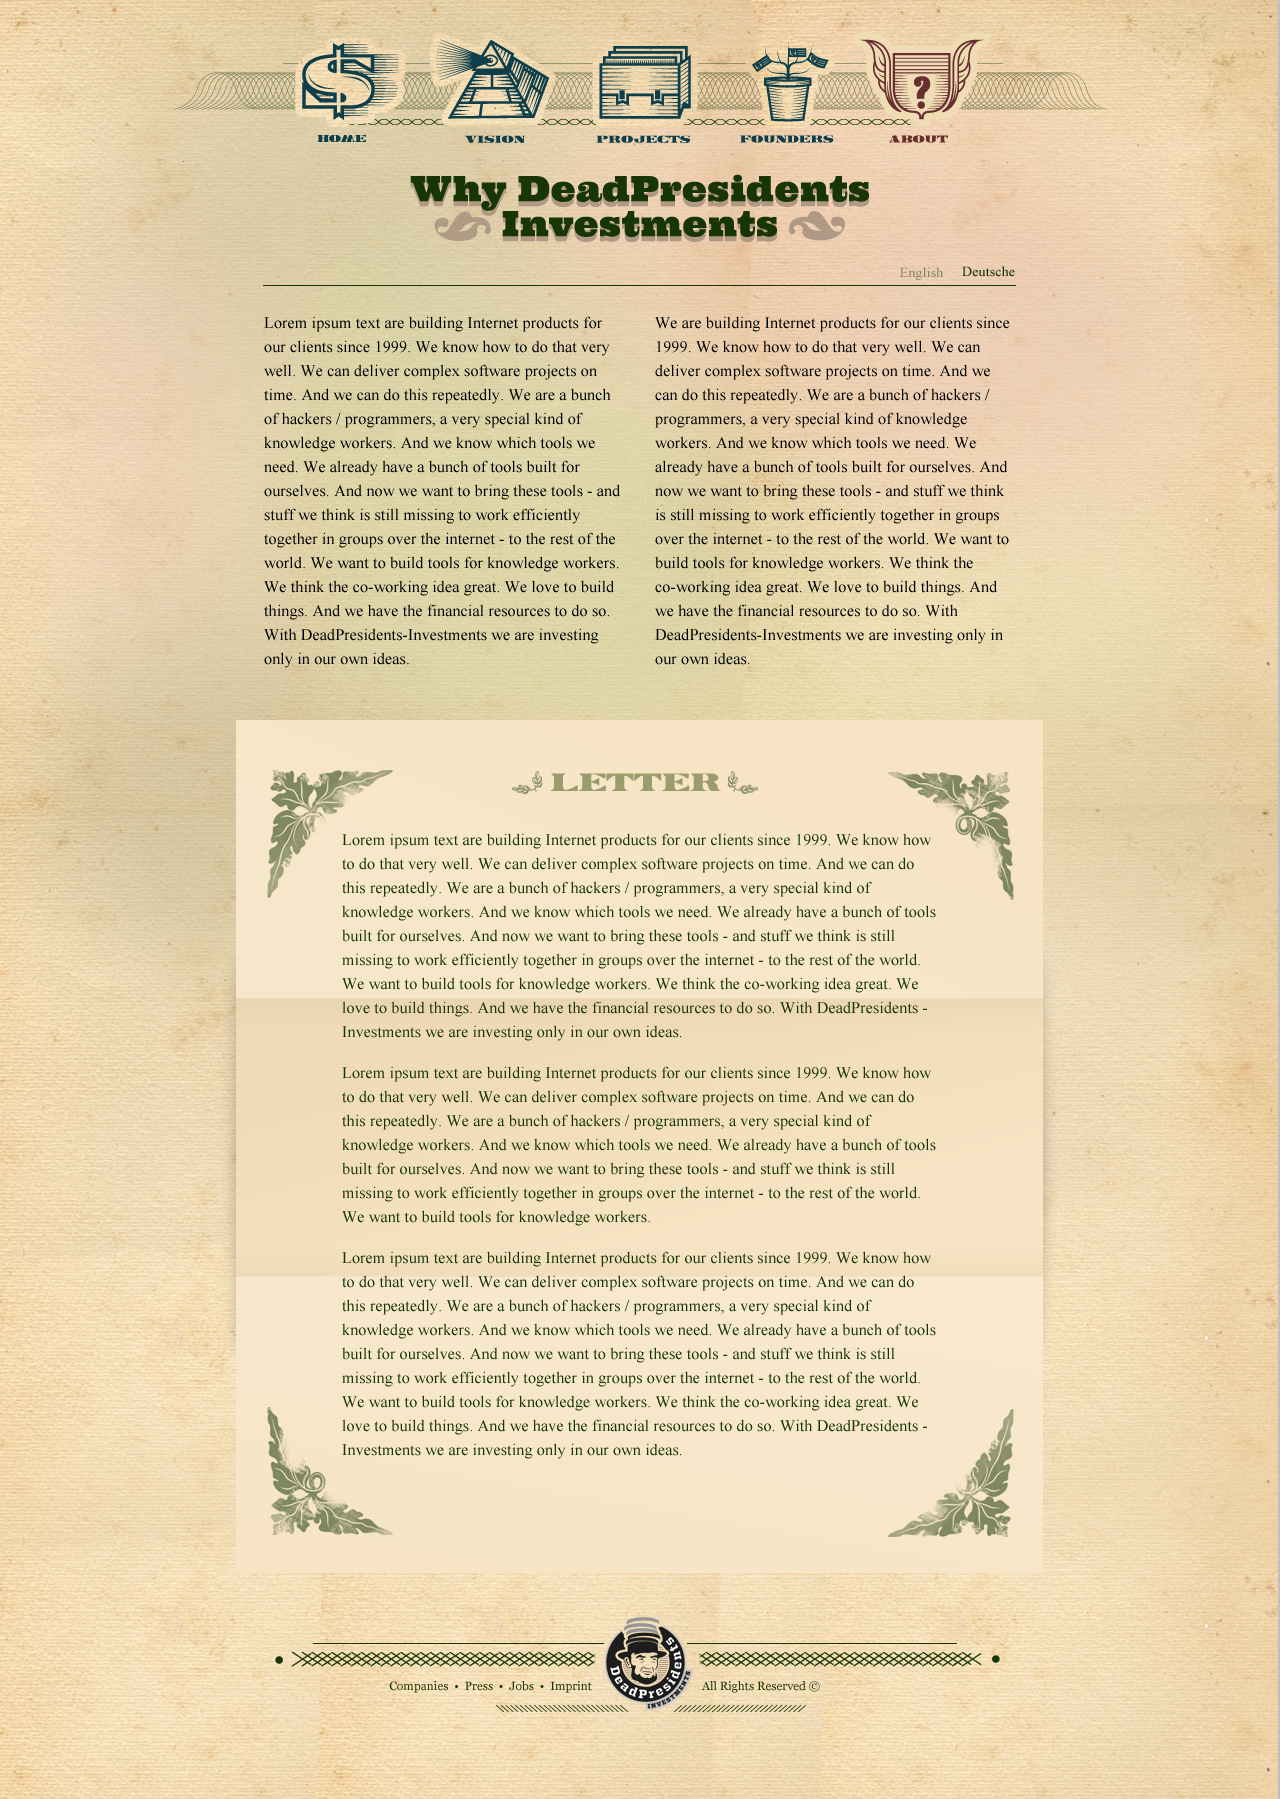 HOME
VISION
PROJECTS
FOUNDERS
ABOUT
Why DeadPresidents
Investments
English Deutsche
Lorem ipsum text are building Internet products for
our clients since 1999. We know how to do that very
well. We can deliver complex software projects on
time. And we can do this repeatedly. We are a bunch
of hackers / programmers, a very special kind of
knowledge workers. And we know which tools we
need. We already have a bunch of tools built for
ourselves. And now we want to bring these tools - and
stuff we think is still missing to work efficiently
together in groups over the internet - to the rest of the
world. We want to build tools for knowledge workers.
We think the co-working idea great. We love to build
things. And we have the financial resources to do so.
With DeadPresidents-Investments we are investing
only in our own ideas.
We are building Internet products for our clients since
1999. We know how to do that very well. We can
deliver complex software projects on time. And we
can do this repeatedly. We are a bunch of hackers /
programmers, a very special kind of knowledge
workers. And we know which tools we need. We
already have a bunch of tools built for ourselves. And
now we want to bring these tools - and stuff we think
is still missing to work efficiently together in groups
over the internet - to the rest of the world. We want to
build tools for knowledge workers. We think the
co-working idea great. We love to build things. And
we have the financial resources to do so. With
DeadPresidents-Investments we are investing only in
our own ideas.
LETTER
Lorem ipsum text are building Internet products for our clients since 1999. We know how
to do that very well. We can deliver complex software projects on time. And we can do
this repeatedly. We are a bunch of hackers / programmers, a very special kind of
knowledge workers. And we know which tools we need. We already have a bunch of tools
built for ourselves. And now we want to bring these tools - and stuff we think is still
missing to work efficiently together in groups over the internet - to the rest of the world.
We want to build tools for knowledge workers. We think the co-working idea great. We
love to build things. And we have the financial resources to do so. With DeadPresidents -
Investments we are investing only in our own ideas.
Lorem ipsum text are building Internet products for our clients since 1999. We know how
to do that very well. We can deliver complex software projects on time. And we can do
this repeatedly. We are a bunch of hackers / programmers, a very special kind of
knowledge workers. And we know which tools we need. We already have a bunch of tools
built for ourselves. And now we want to bring these tools - and stuff we think is still
missing to work efficiently together in groups over the internet - to the rest of the world.
We want to build tools for knowledge workers.
Lorem ipsum text are building Internet products for our clients since 1999. We know how
to do that very well. We can deliver complex software projects on time. And we can do
this repeatedly. We are a bunch of hackers / programmers, a very special kind of
knowledge workers. And we know which tools we need. We already have a bunch of tools
built for ourselves. And now we want to bring these tools - and stuff we think is still
missing to work efficiently together in groups over the internet - to the rest of the world.
We want to build tools for knowledge workers. We think the co-working idea great. We
love to build things. And we have the financial resources to do so. With DeadPresidents -
Investments we are investing only in our own ideas.
DeadPresidents
INVESTMENTS
Companies • Press • Jobs • Imprint
All Rights Reserved ©